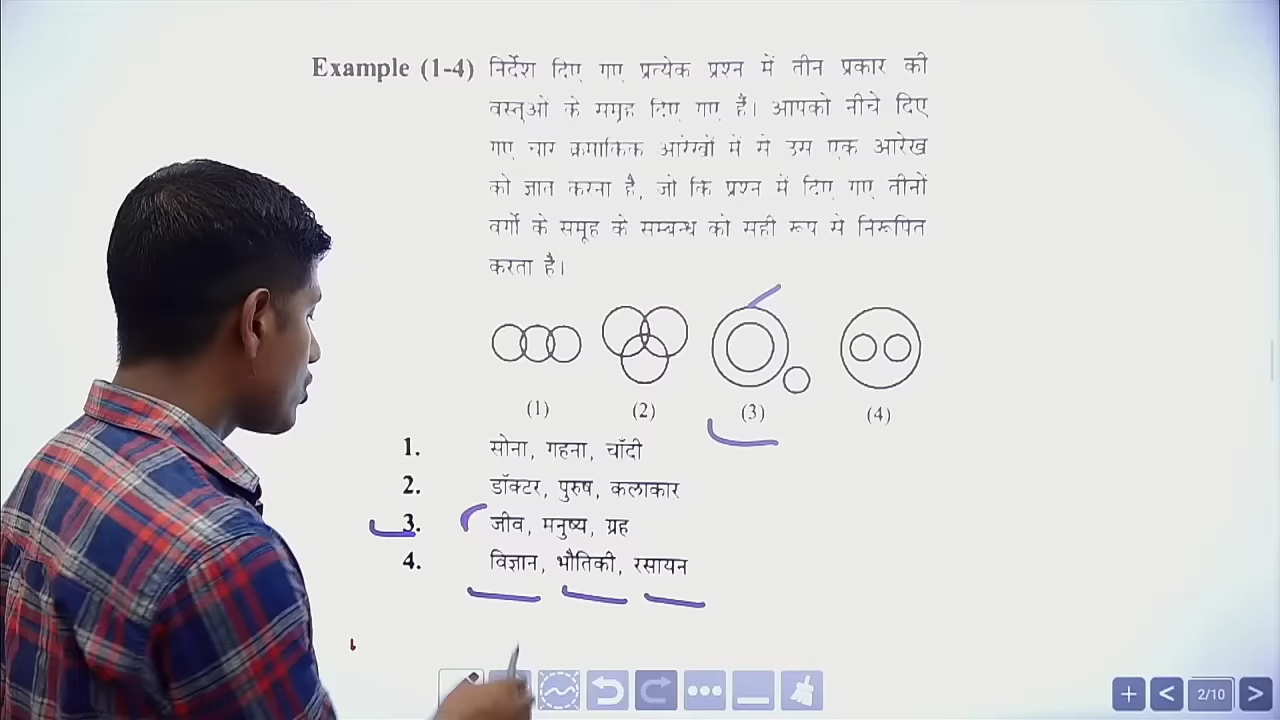 Example (1-4) निर्देश दिए गए प्रत्येक प्रश्न में तीन प्रकार की
वस्तुओं के समूह दिए गए हैं। आपको नीचे दिए
गए चार क्रमांकिक आरेखों में से उस एक आरेख
को ज्ञात करना है, जो कि प्रश्न में दिए गए तीनों
वर्गों के समूह के सम्बन्ध को सही रूप से निरूपित
करता है।
(1) (2) (3) (4)
1. सोना, गहना, चाँदी
2. डॉक्टर, पुरुष, कलाकार
3. जीव, मनुष्य, ग्रह
4. विज्ञान, भौतिकी, रसायन
2/10